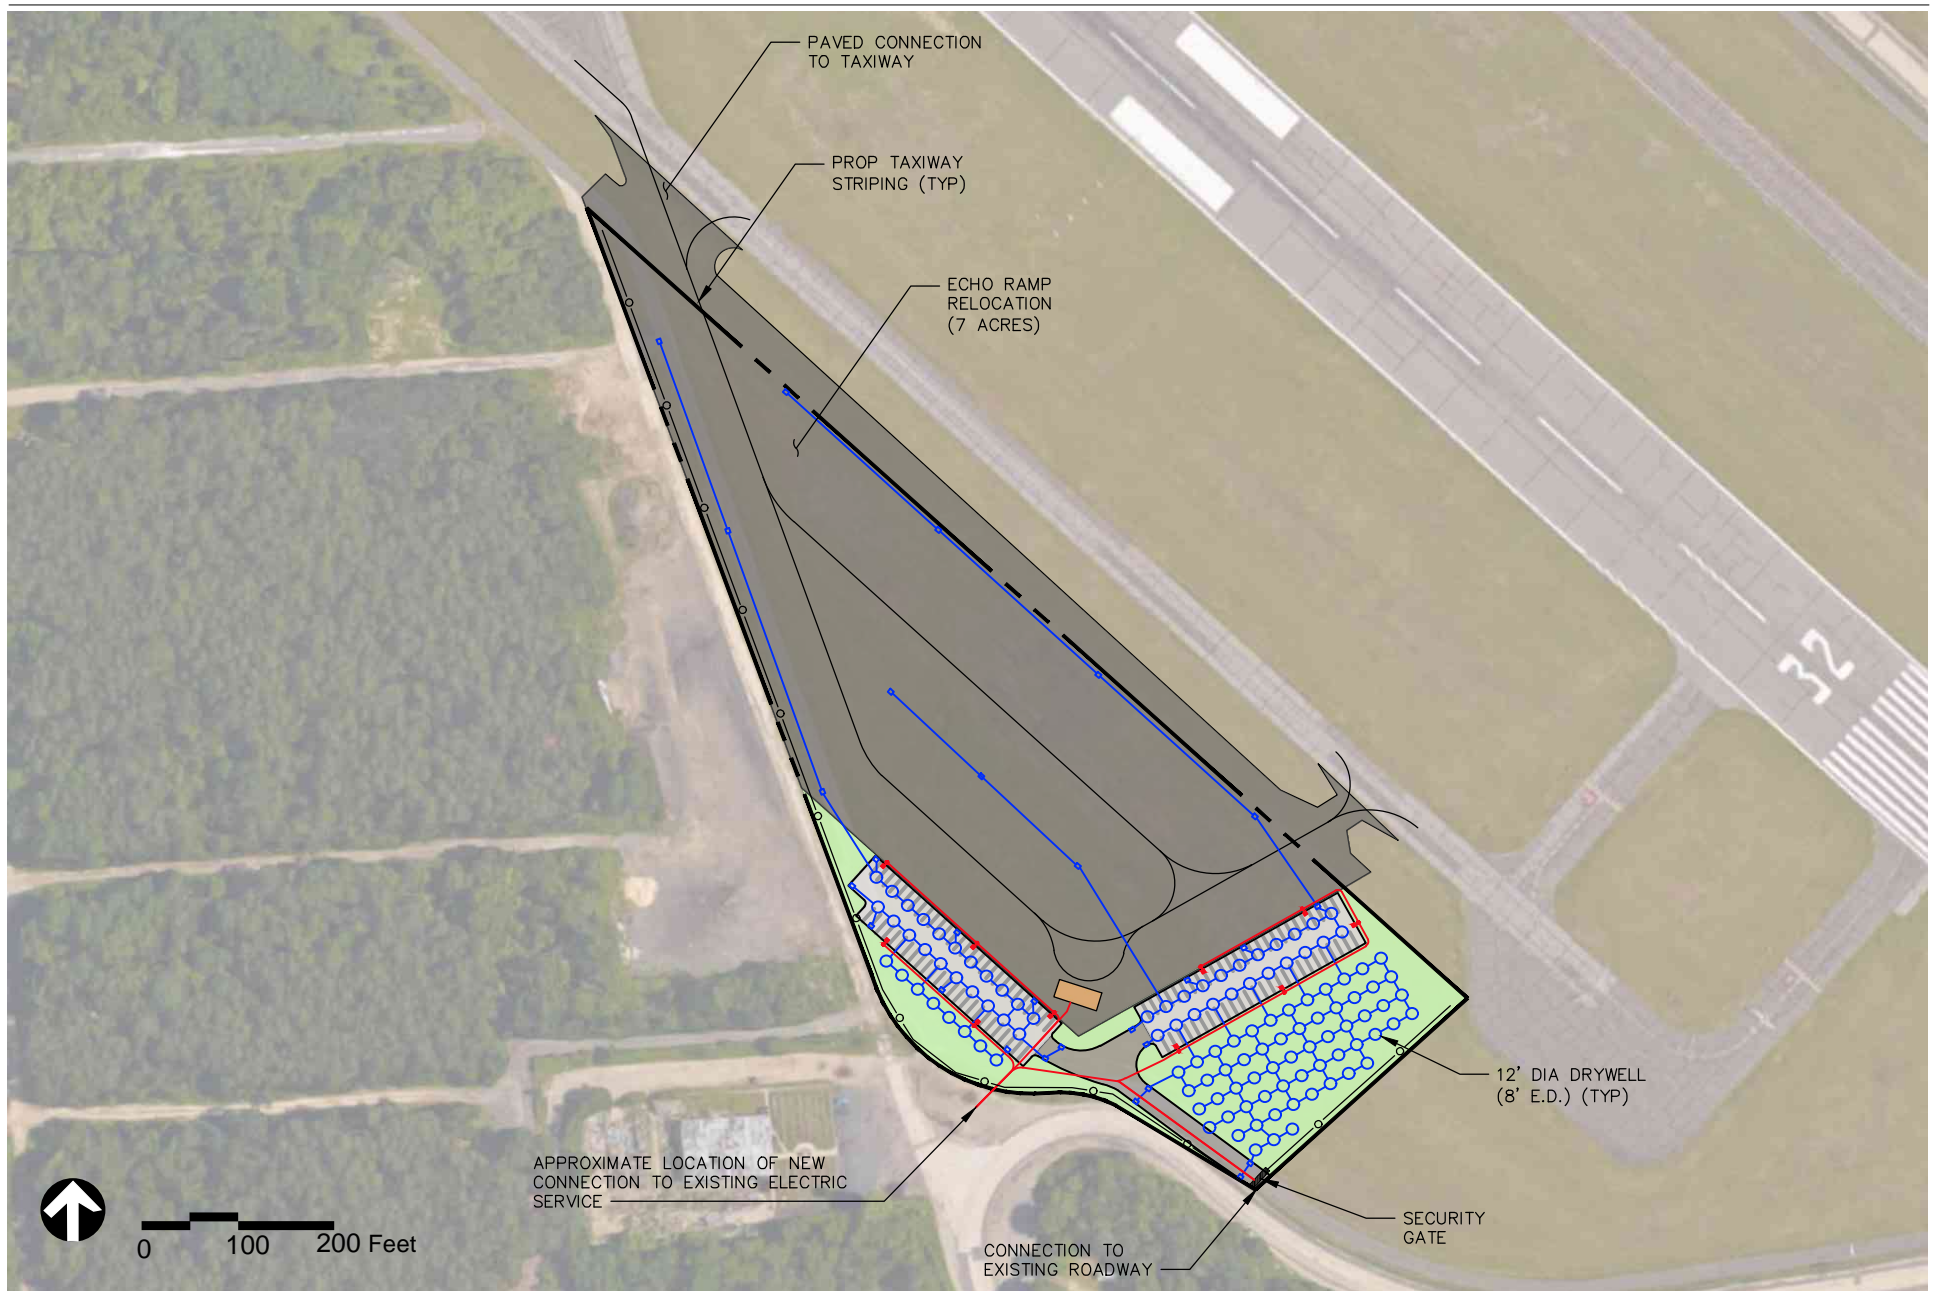 PAVED CONNECTION
TO TAXIWAY
PROP TAXIWAY
STRIPING (TYP)
ECHO RAMP
RELOCATION
(7 ACRES)
32
12' DIA DRYWELL
(8' E.D.) (TYP)
APPROXIMATE LOCATION OF NEW
CONNECTION TO EXISTING ELECTRIC
SERVICE
SECURITY
GATE
CONNECTION TO
EXISTING ROADWAY
0 100 200 Feet